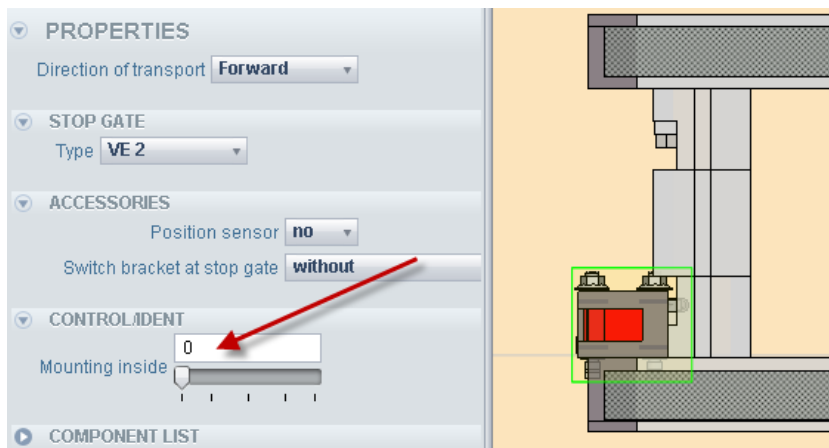 PROPERTIES
Direction of transport Forward
STOP GATE
Type VE 2
ACCESSORIES
Position sensor no
Switch bracket at stop gate without
CONTROL/IDENT
0
Mounting inside
COMPONENT LIST